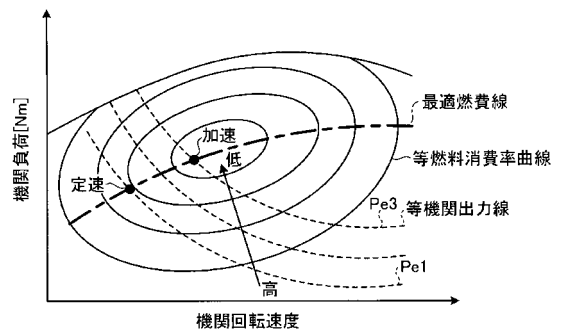 機関負荷[Nm]
最適燃費線
加速
低
等燃料消費率曲線
定速
Pe3
等機関出力線
Pe1
高
機関回転速度